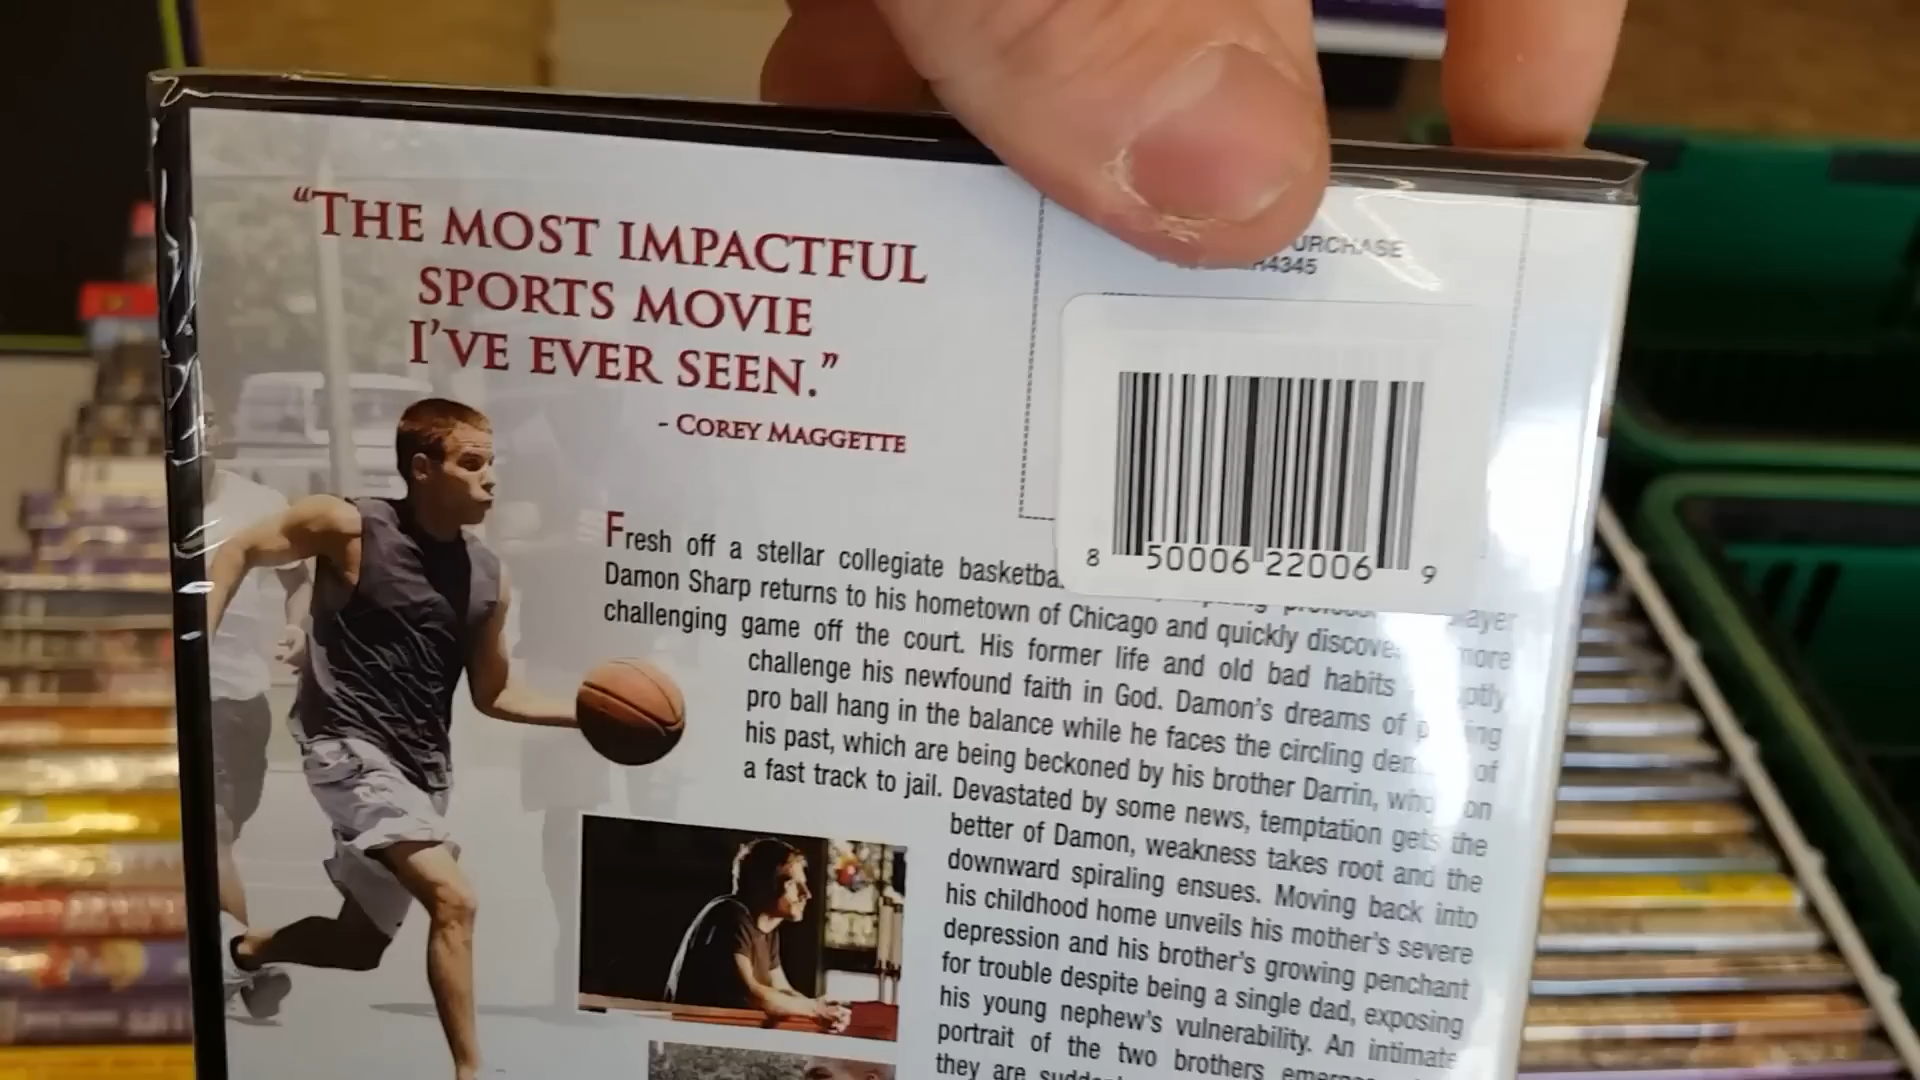 “THE MOST IMPACTFUL
SPORTS MOVIE
I’VE EVER SEEN.”
- COREY MAGGETTE
URCHASE
4345
8 50006 22006 9
Fresh off a stellar collegiate
Damon Sharp returns to his hometown of Chicago and quickly more
challenging game off the court. His former life and old bad habits
challenge his newfound faith in God. Damon’s dreams of
pro ball hang in the balance while he faces the circling of
his past, which are being beckoned by his brother Darrin, on
a fast track to jail. Devastated by some news, temptation gets the
better of Damon, weakness takes root and the
downward spiraling ensues. Moving back into
his childhood home unveils his mother’s severe
depression and his brother’s growing penchant
for trouble despite being a single dad, exposing
his young nephew’s vulnerability. An intimate
portrait of the two brothers
they are